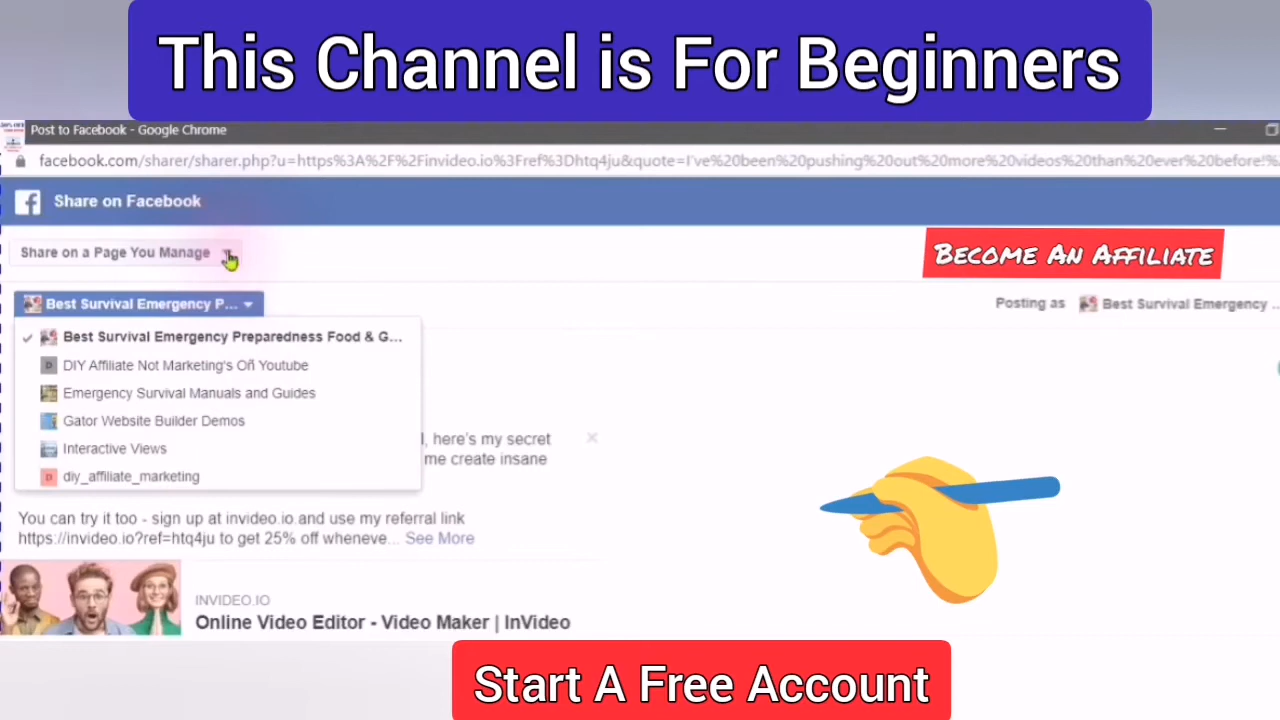 This Channel is For Beginners
Post to Facebook - Google Chrome
facebook.com/sharer/sharer.php?u=https%3A%2F%2Finvideo.io%3Fref%3Dhtq4ju&quote=I've%20been%20pushing%20out%20more%20videos%20than%20ever%20before!%2
Share on Facebook
Share on a Page You Manage
Become An Affiliate
Best Survival Emergency P...
Posting as Best Survival Emergency ...
Best Survival Emergency Preparedness Food & G...
D DIY Affiliate Not Marketing's Oñ Youtube
Emergency Survival Manuals and Guides
Gator Website Builder Demos
Interactive Views
D diy_affiliate_marketing
l, here's my secret
me create insane
You can try it too - sign up at invideo.io and use my referral link
https://invideo.io?ref=htq4ju to get 25% off wheneve... See More
INVIDEO.IO
Online Video Editor - Video Maker | InVideo
Start A Free Account